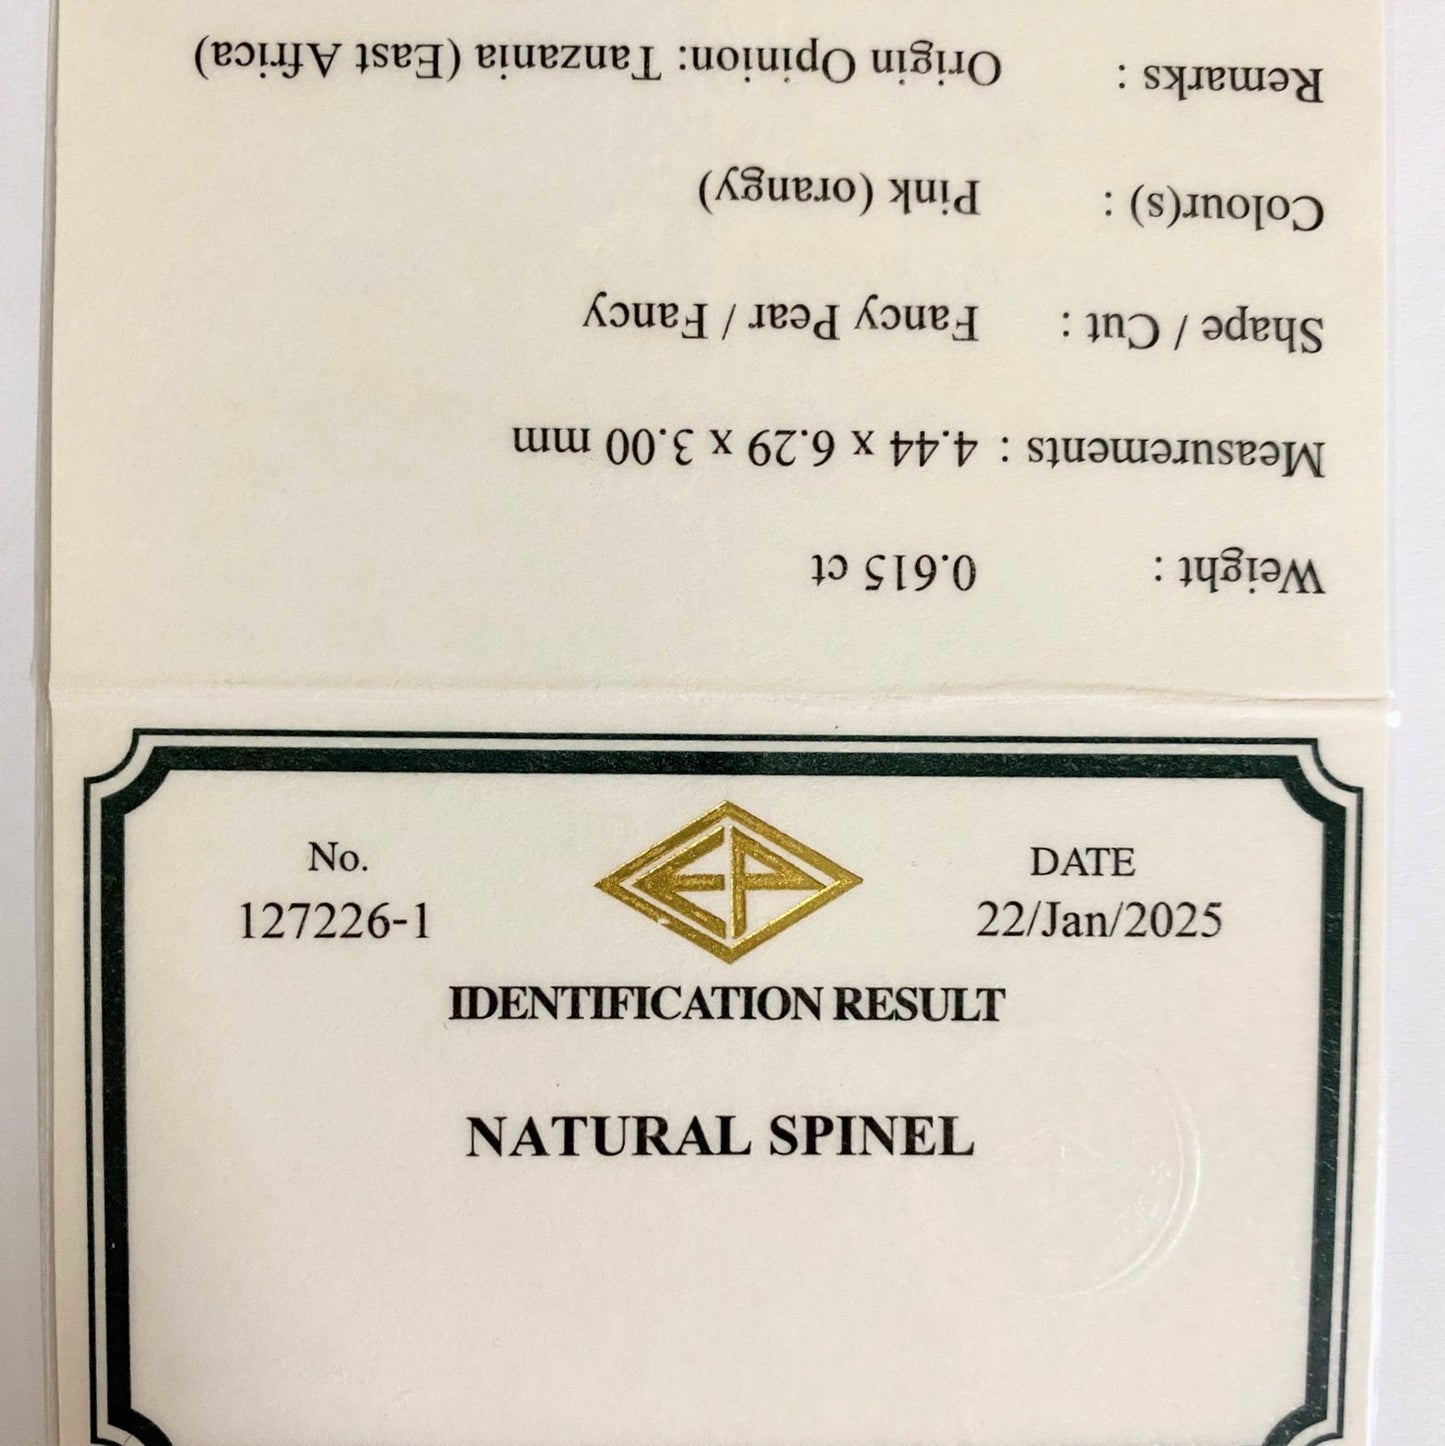 Weight : 0.615 ct
Measurements : 4.44 x 6.29 x 3.00 mm
Shape / Cut : Fancy Pear / Fancy
Colour(s) : Pink (orangy)
Remarks : Origin Opinion: Tanzania (East Africa)
No. DATE
127226-1 22/Jan/2025
IDENTIFICATION RESULT
NATURAL SPINEL